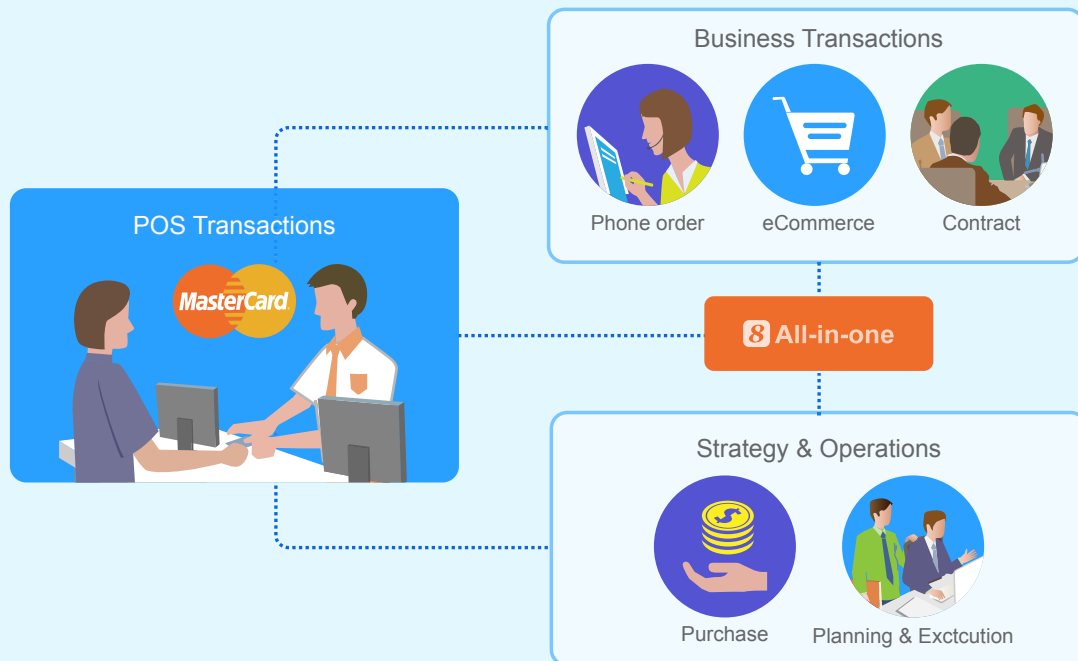 Business Transactions
Phone order
eCommerce
Contract
POS Transactions
MasterCard
8 All-in-one
Strategy & Operations
$
Purchase
Planning & Exctcution